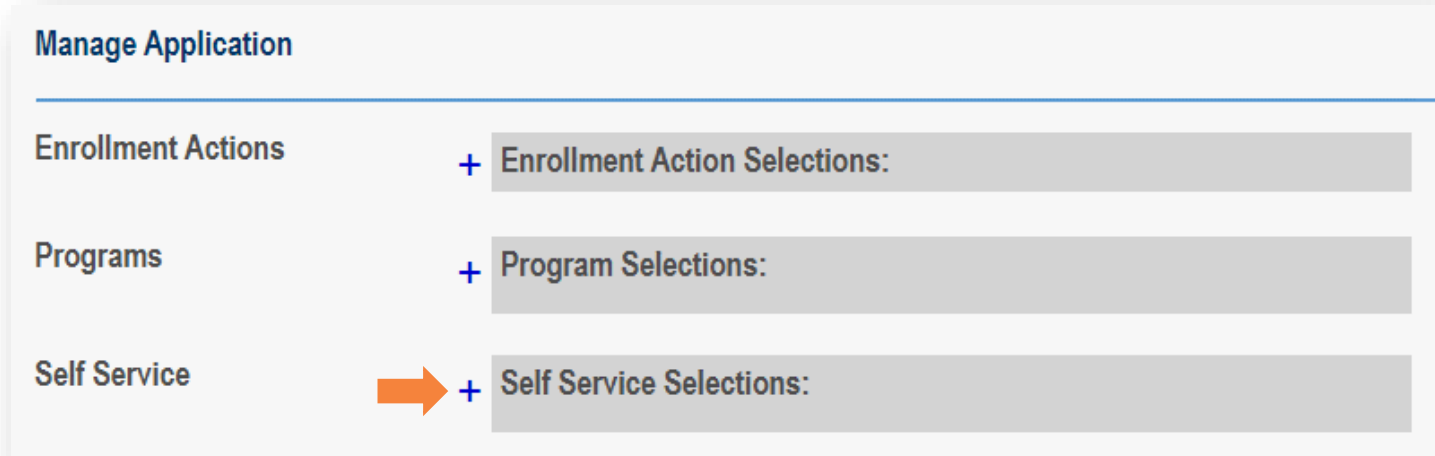 Manage Application
Enrollment Actions
+ Enrollment Action Selections:
Programs
+ Program Selections:
Self Service
+ Self Service Selections: